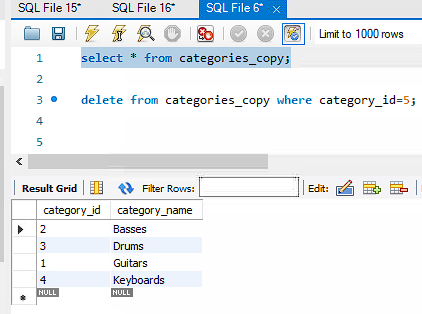 SQL File 15* SQL File 16* SQL File 6*
Limit to 1000 rows
1 select * from categories_copy;
2
3 delete from categories_copy where category_id=5;
4
5
Result Grid Filter Rows: Edit:
category_id category_name
2 Basses
3 Drums
1 Guitars
4 Keyboards
NULL NULL